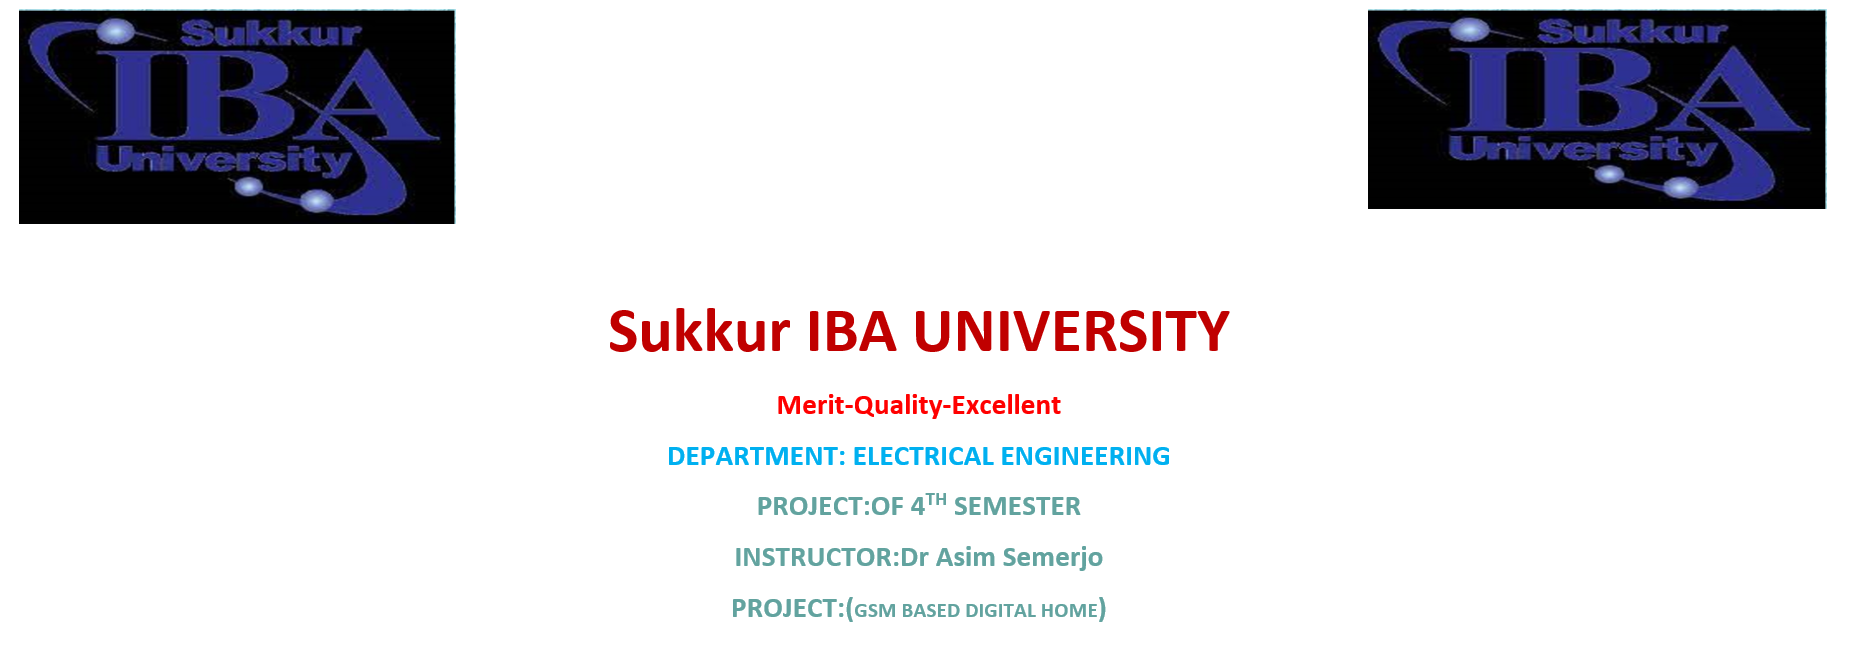 Sukkur
IBA
University
Sukkur
IBA
University
Sukkur IBA UNIVERSITY
Merit-Quality-Excellent
DEPARTMENT: ELECTRICAL ENGINEERING
PROJECT:OF 4TH SEMESTER
INSTRUCTOR:Dr Asim Semerjo
PROJECT:(GSM BASED DIGITAL HOME)